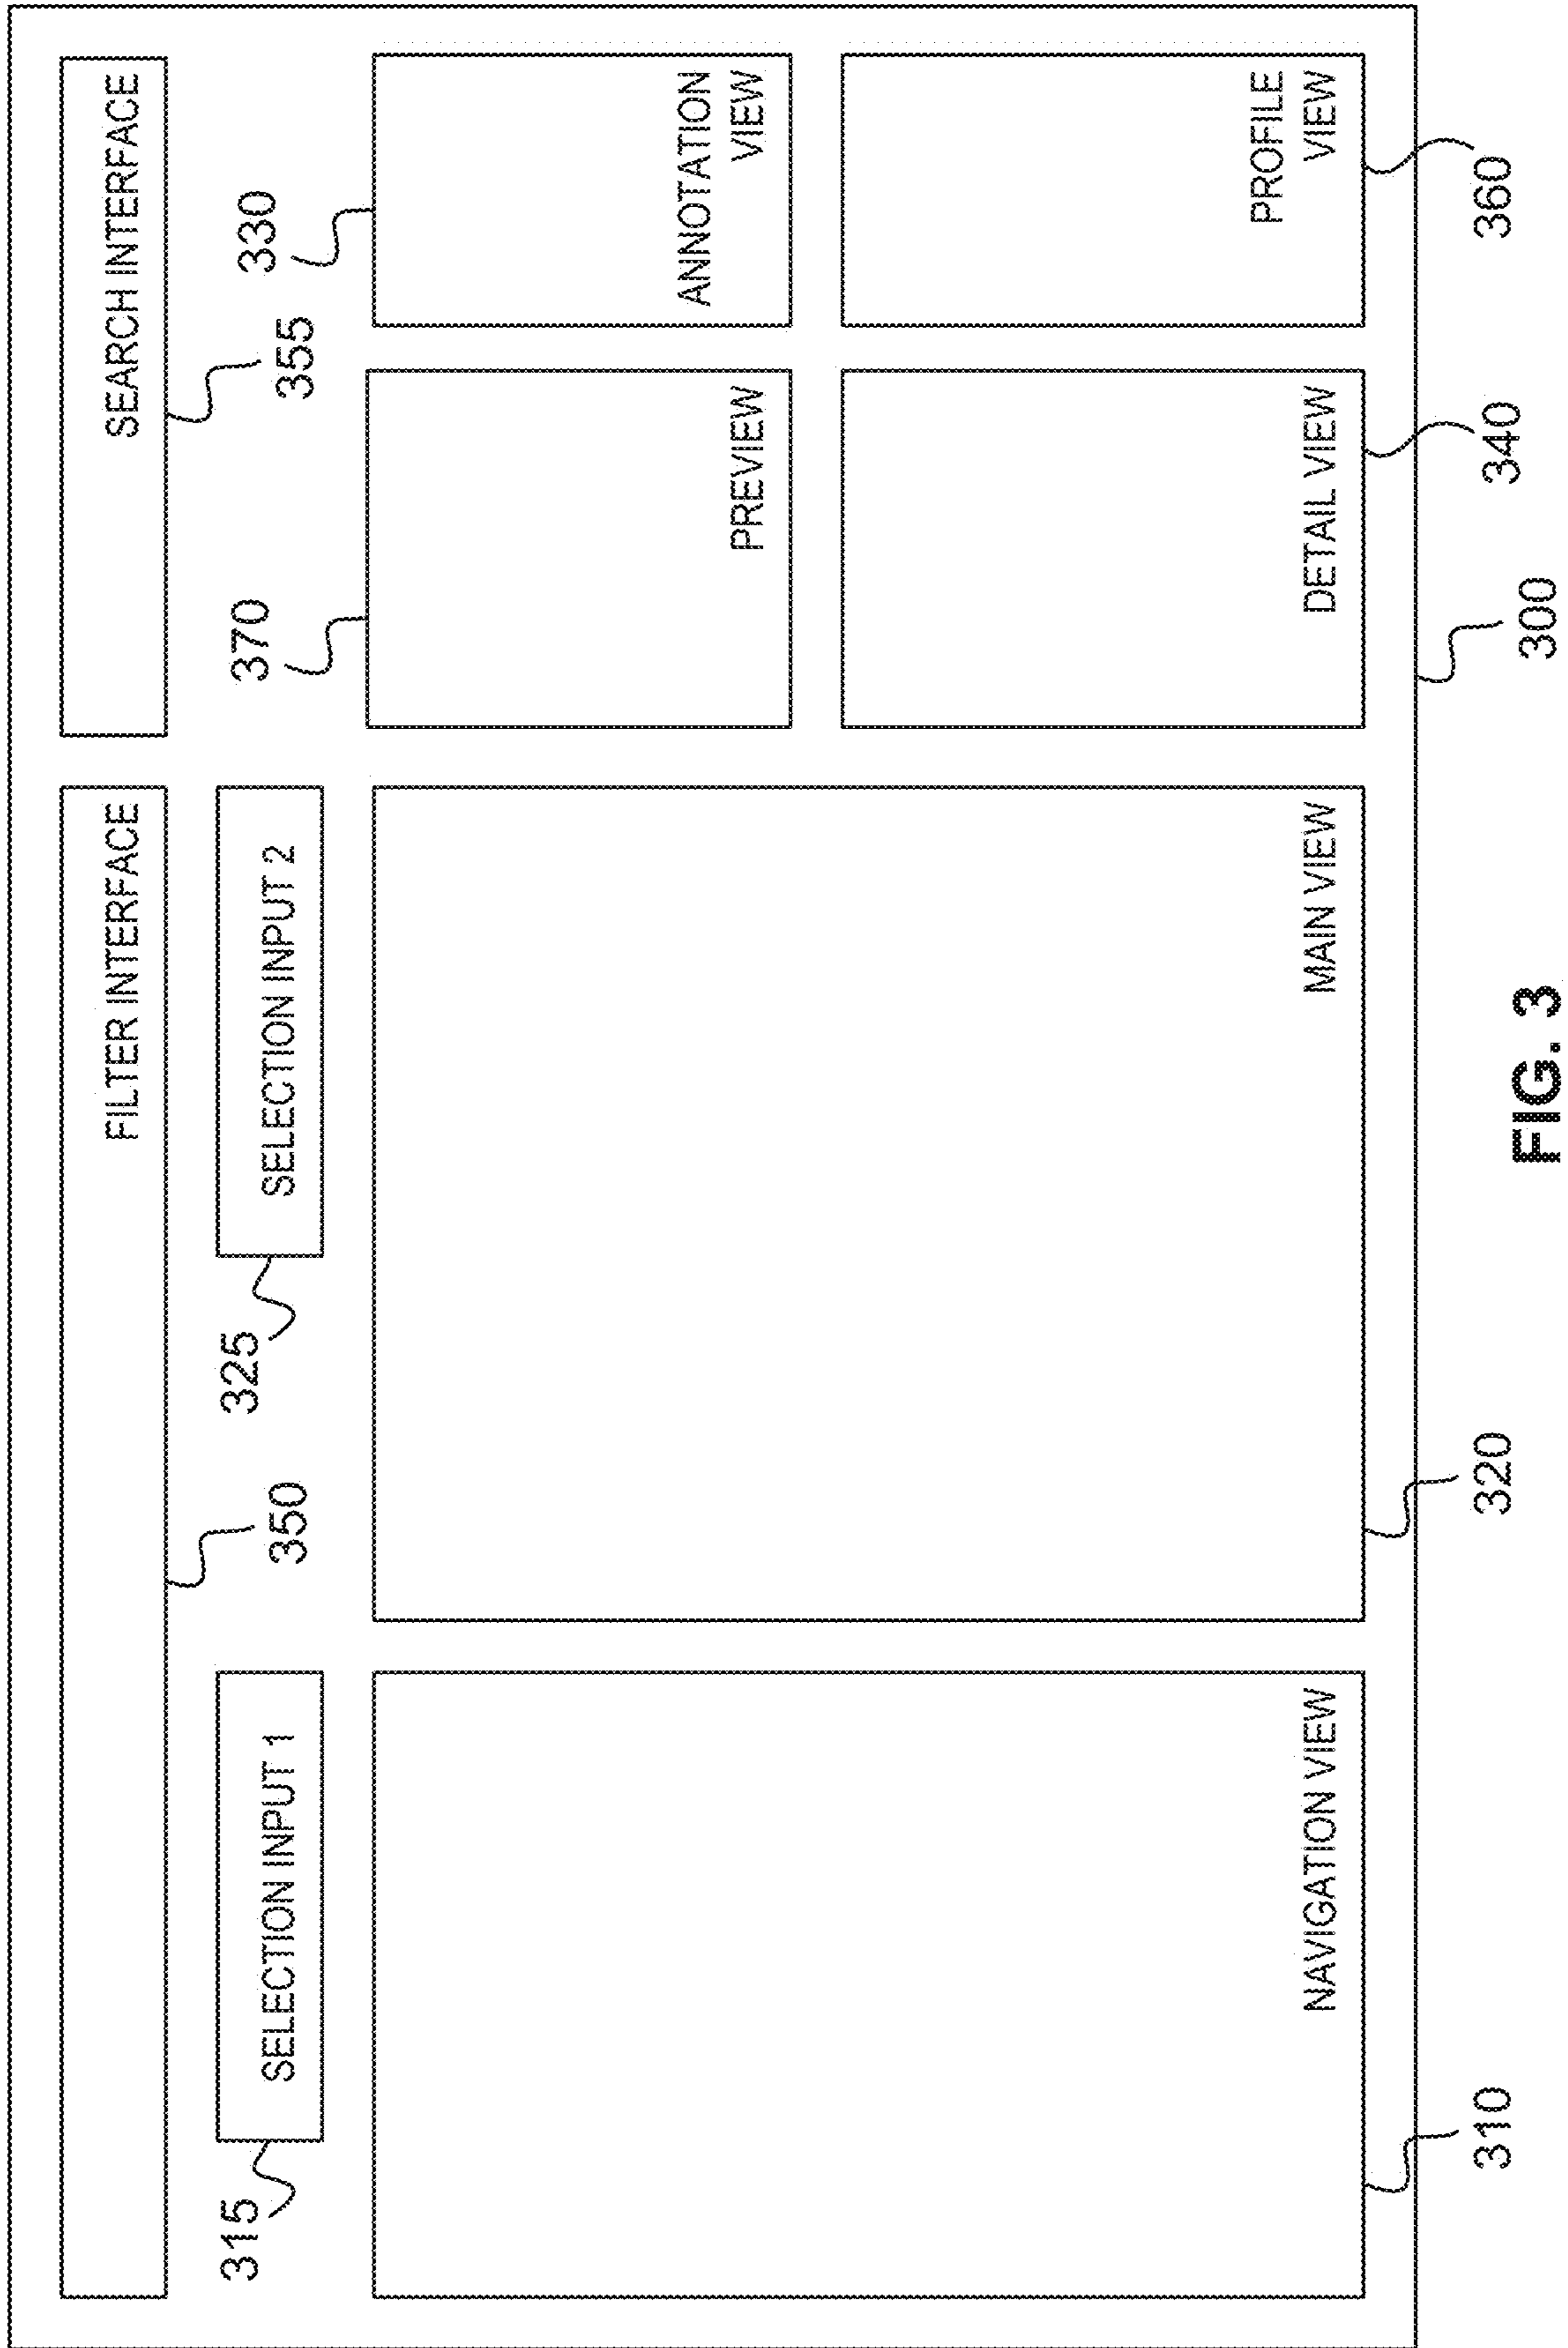 FILTER INTERFACE
SEARCH INTERFACE
350
355
315
SELECTION INPUT 1
325
SELECTION INPUT 2
370
330
PREVIEW
ANNOTATION
VIEW
NAVIGATION VIEW
MAIN VIEW
DETAIL VIEW
PROFILE
VIEW
310
320
340
360
300
FIG. 3